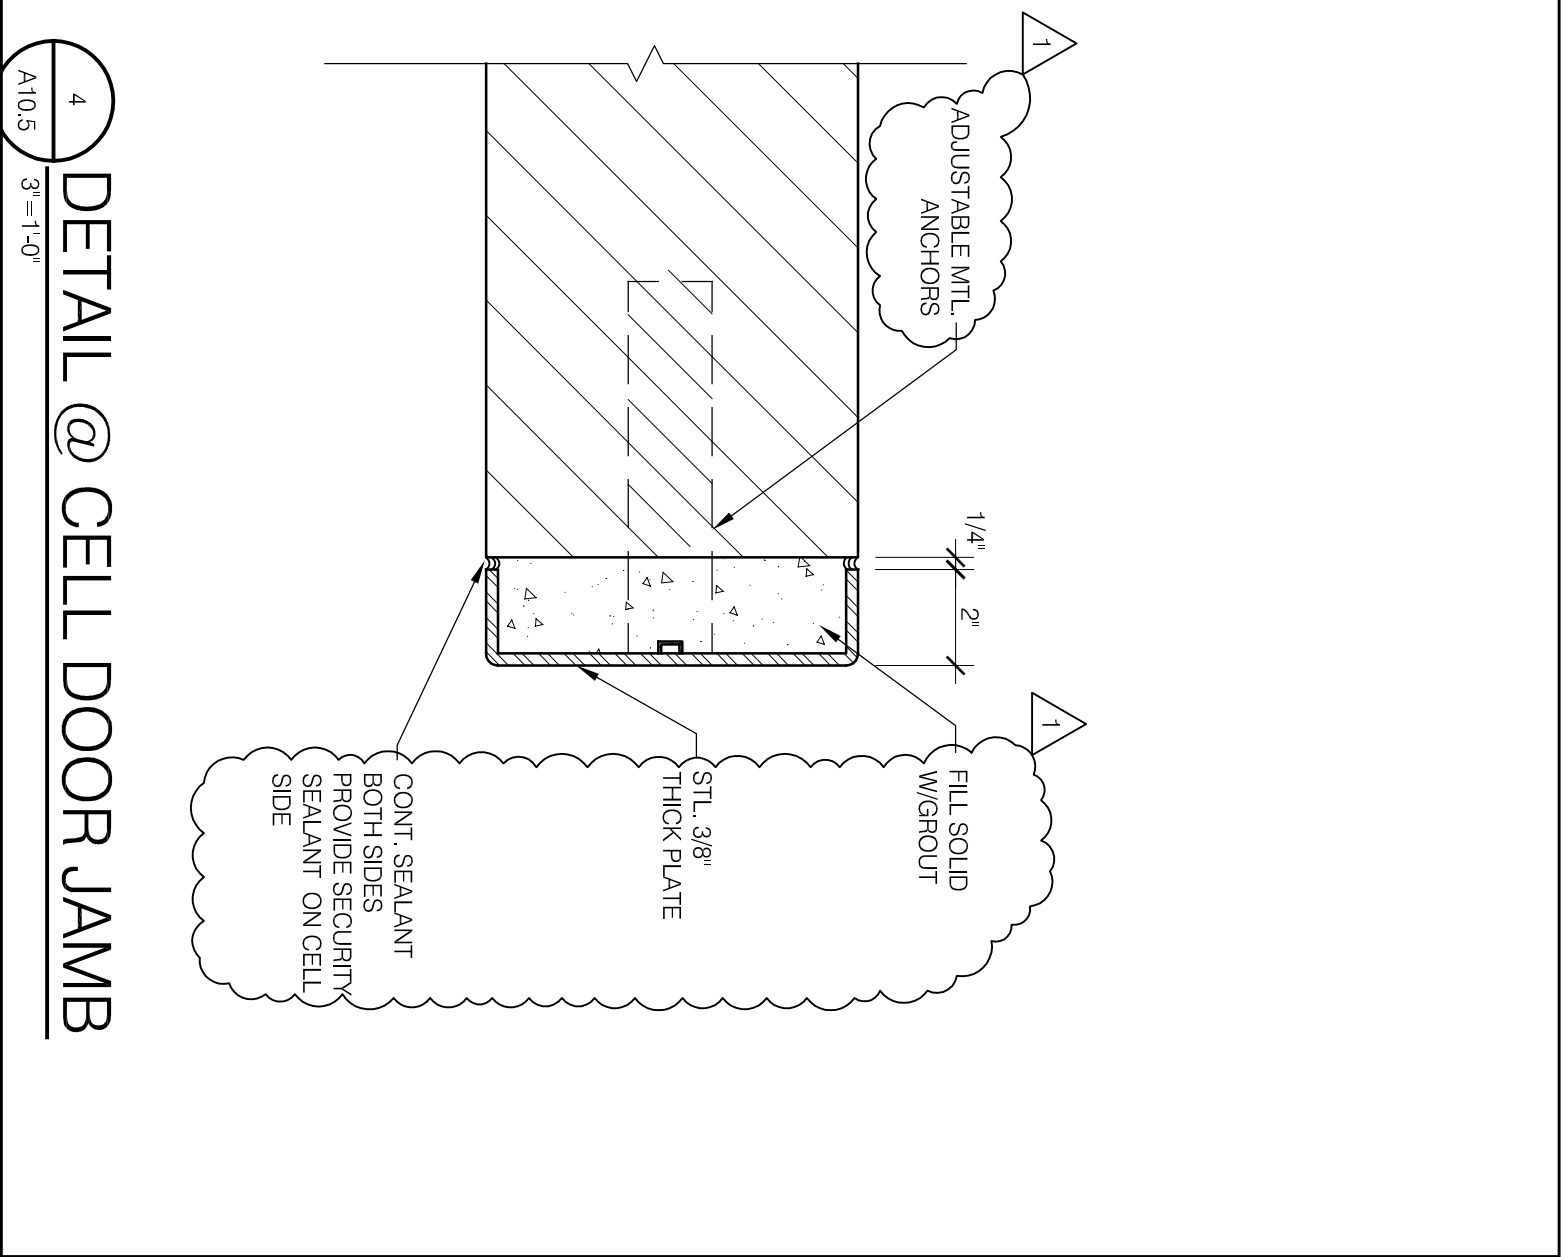 1
ADJUSTABLE MTL.
ANCHORS
1/4"
2"
1
FILL SOLID
W/GROUT
STL. 3/8"
THICK PLATE
CONT. SEALANT
BOTH SIDES
PROVIDE SECURITY
SEALANT ON CELL
SIDE
4
A10.5
DETAIL @ CELL DOOR JAMB
3"=1'-0"